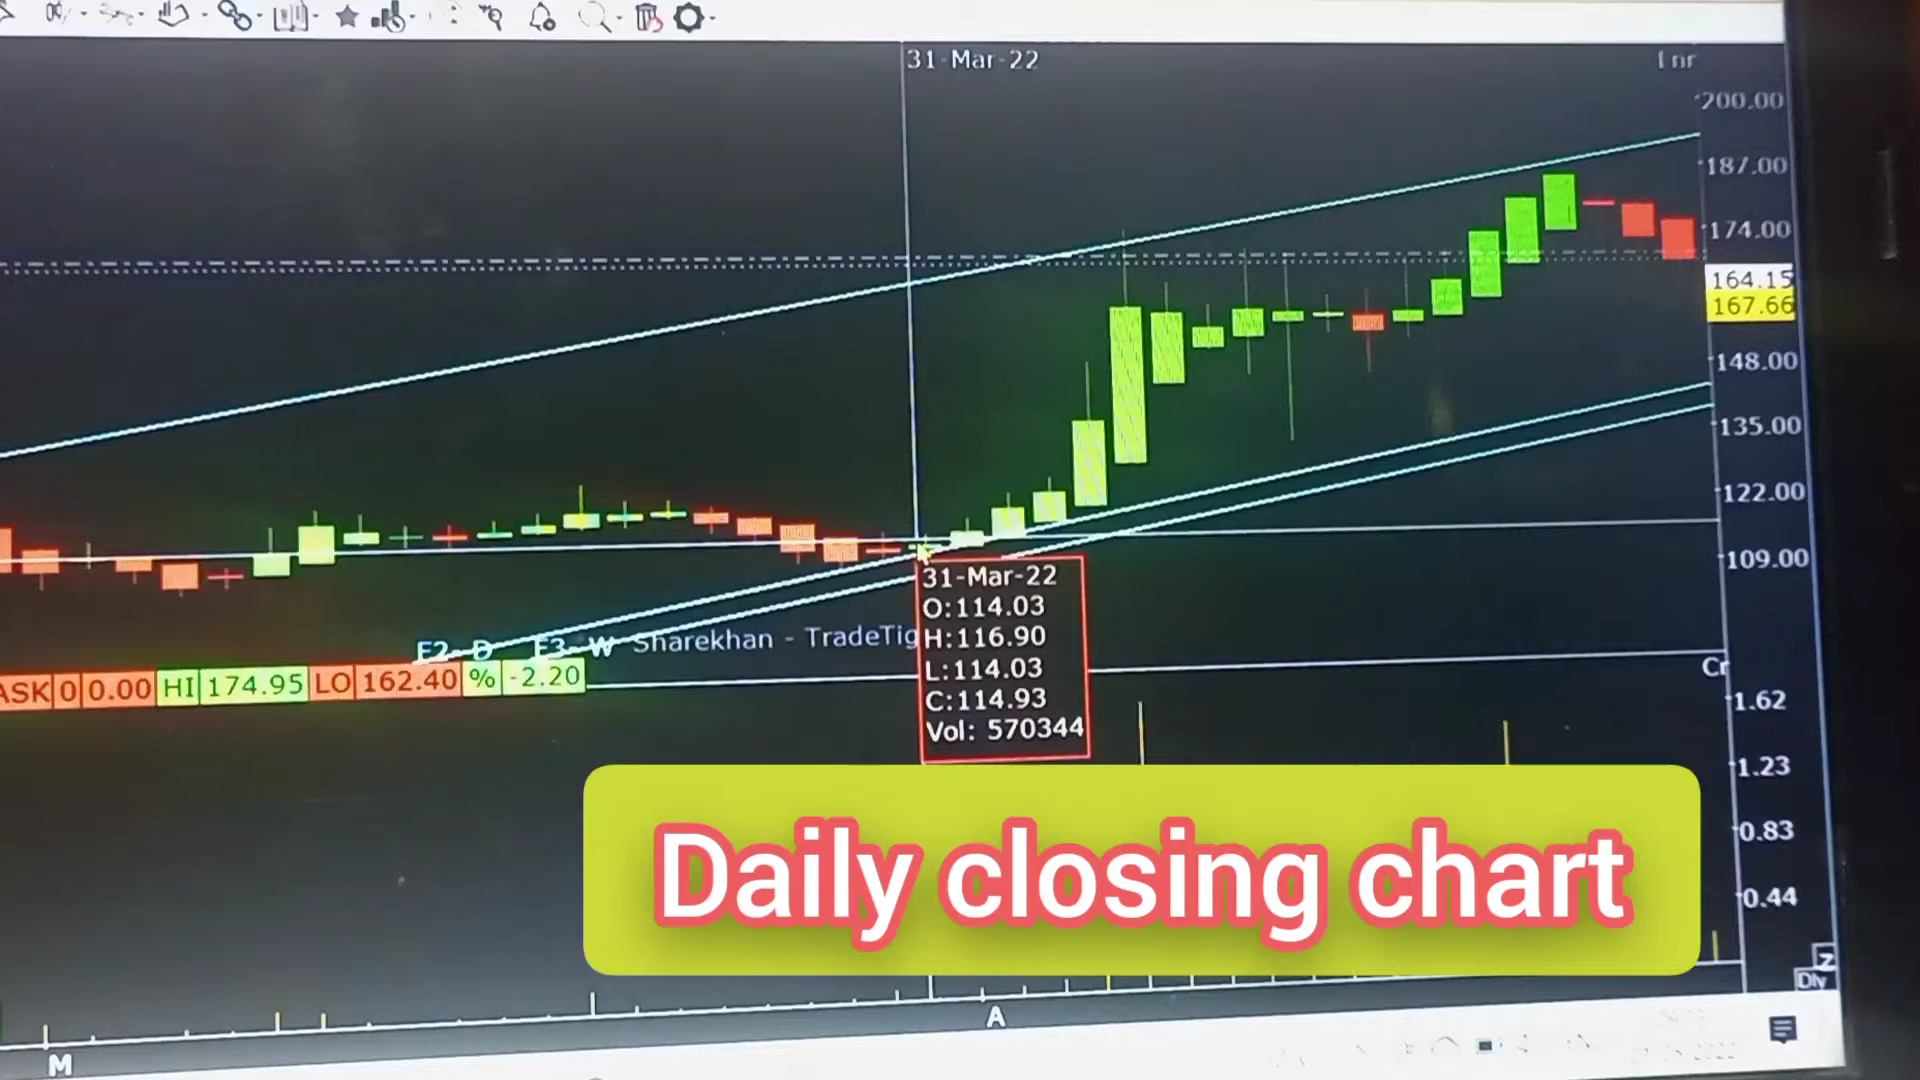 31-Mar-22
Inr
200.00
187.00
174.00
164.15
167.66
148.00
135.00
122.00
109.00
31-Mar-22
O:114.03
H:116.90
L:114.03
C:114.93
Vol: 570344
F2- D F3- W Sharekhan - TradeTig
ASK 0 0.00 HI 174.95 LO 162.40 % -2.20
Cr
1.62
1.23
0.83
0.44
Daily closing chart
Z
Dly
A
M